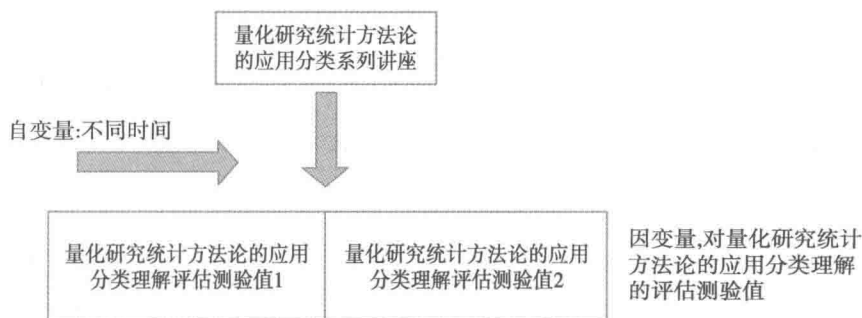 量化研究统计方法论
的应用分类系列讲座
自变量:不同时间
量化研究统计方法论的应用
分类理解评估测验值1
量化研究统计方法论的应用
分类理解评估测验值2
因变量,对量化研究统计
方法论的应用分类理解
的评估测验值